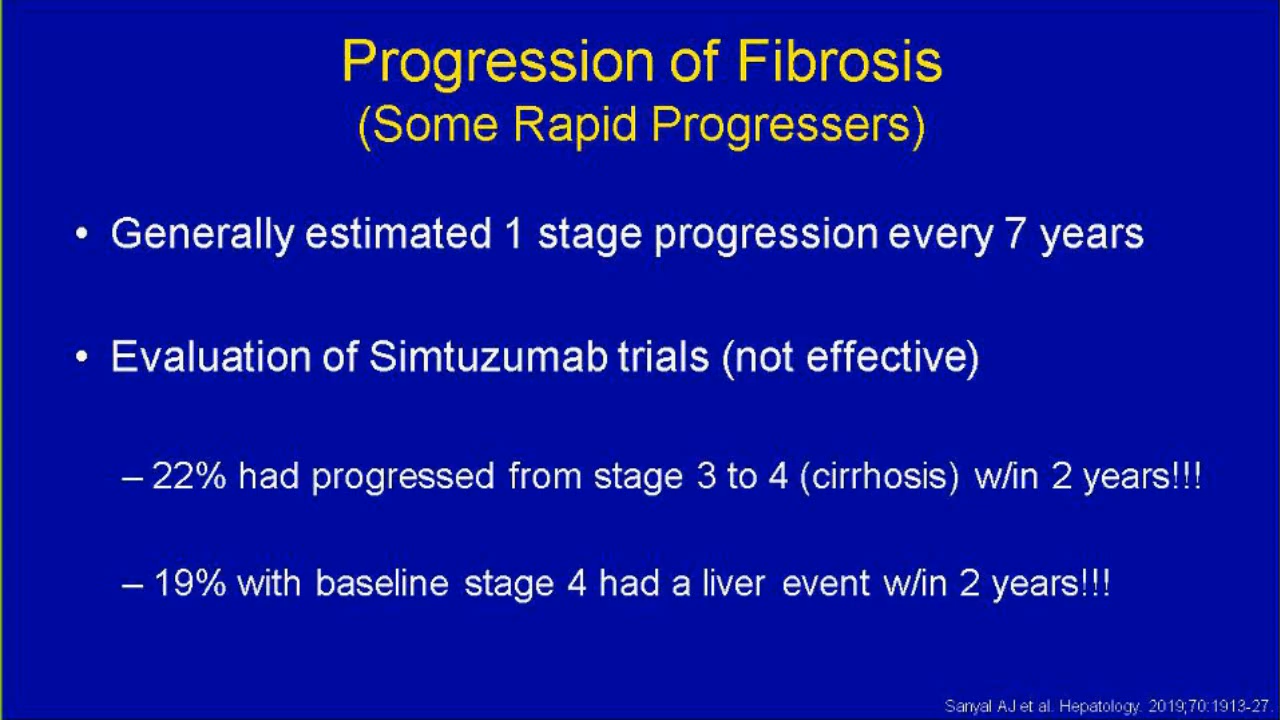 Progression of Fibrosis
(Some Rapid Progressers)
• Generally estimated 1 stage progression every 7 years
• Evaluation of Simtuzumab trials (not effective)
– 22% had progressed from stage 3 to 4 (cirrhosis) w/in 2 years!!!
– 19% with baseline stage 4 had a liver event w/in 2 years!!!
Sanyal AJ et al. Hepatology. 2019;70:1913-27.